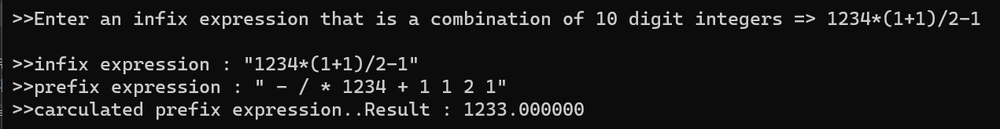 >>Enter an infix expression that is a combination of 10 digit integers => 1234*(1+1)/2-1
>>infix expression : "1234*(1+1)/2-1"
>>prefix expression : " - / * 1234 + 1 1 2 1"
>>carculated prefix expression..Result : 1233.000000